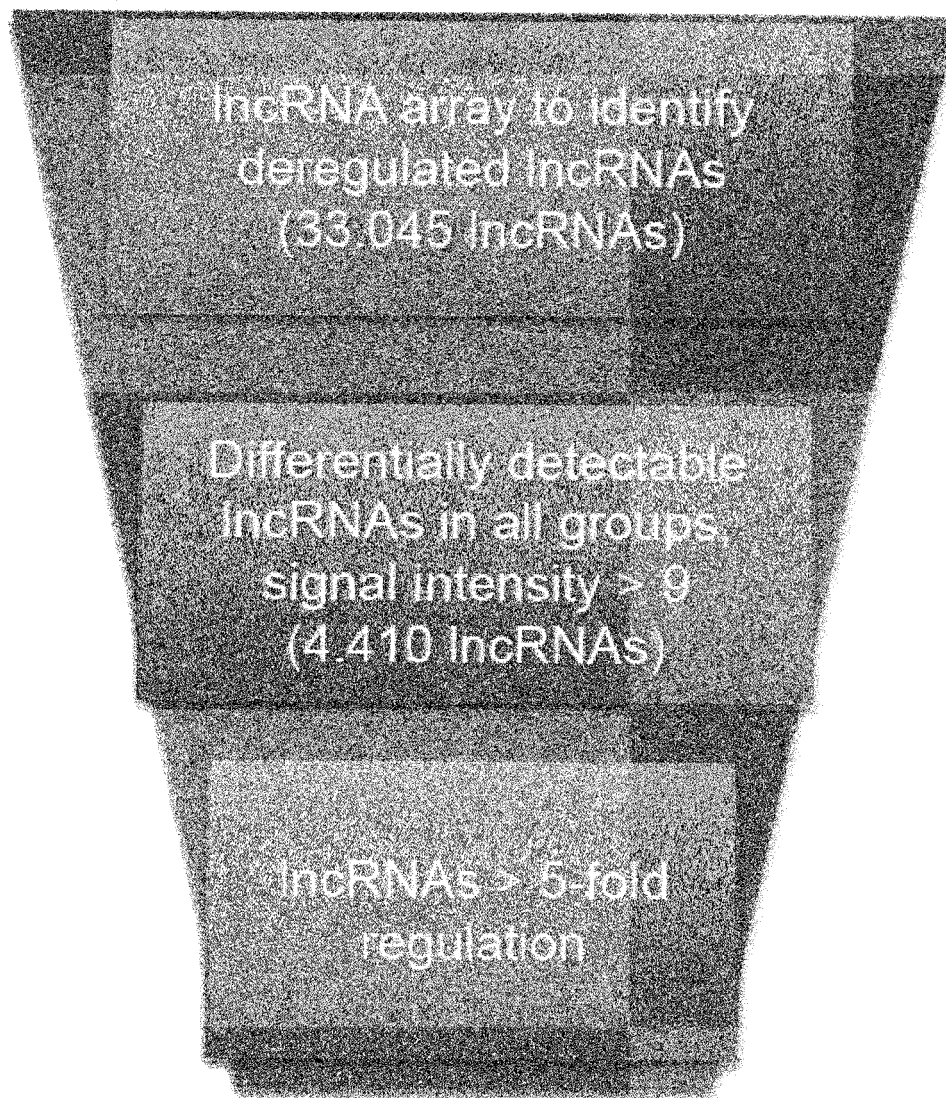 lncRNA array to identify
deregulated lncRNAs
(33.045 lncRNAs)
Differentially detectable
lncRNAs in all groups,
signal intensity > 9
(4.410 lncRNAs)
lncRNAs > 5-fold
regulation